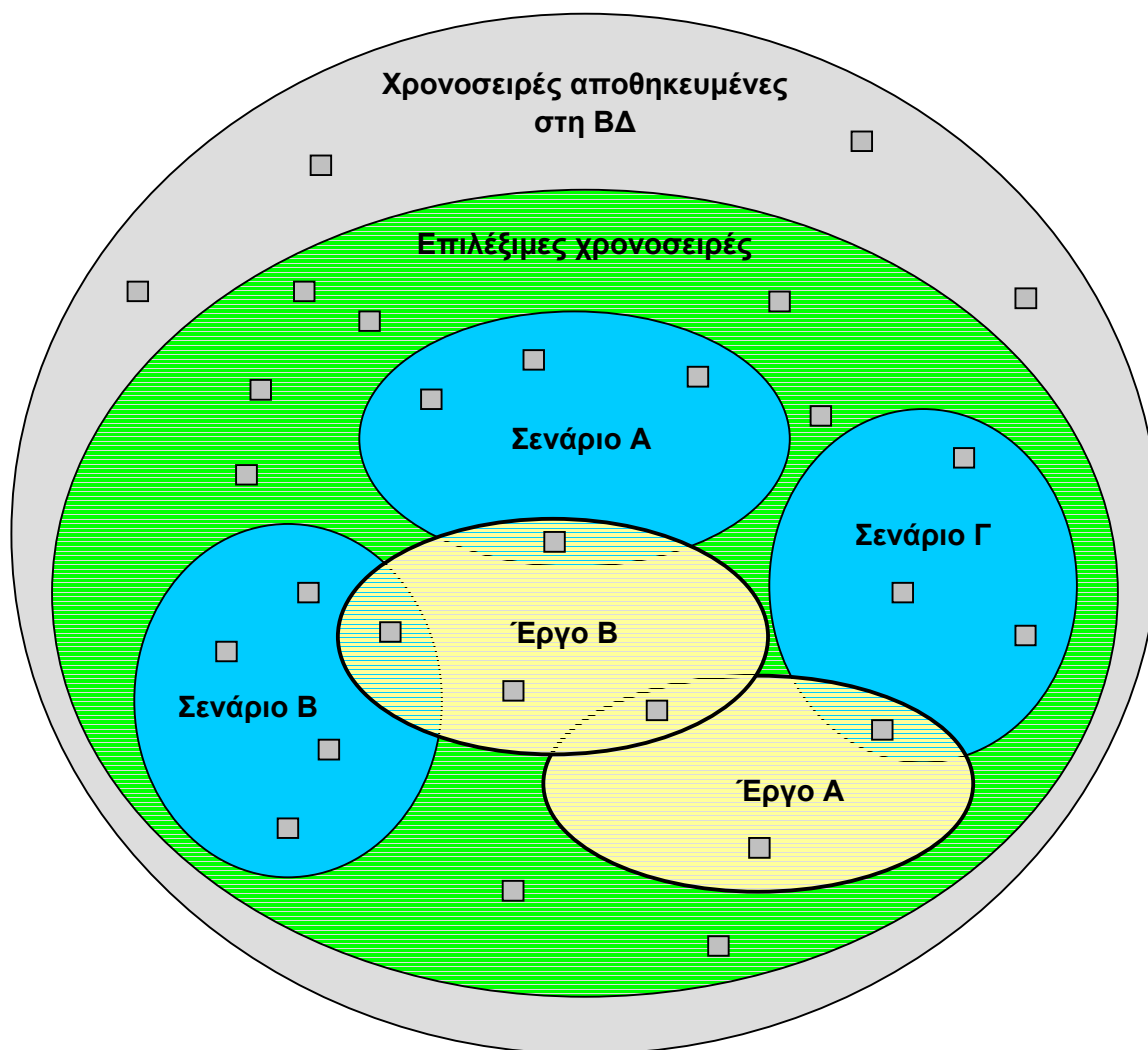 Χρονοσειρές αποθηκευμένες
στη ΒΔ
Επιλέξιμες χρονοσειρές
Σενάριο Α
Σενάριο Γ
Έργο Β
Σενάριο Β
Έργο Α